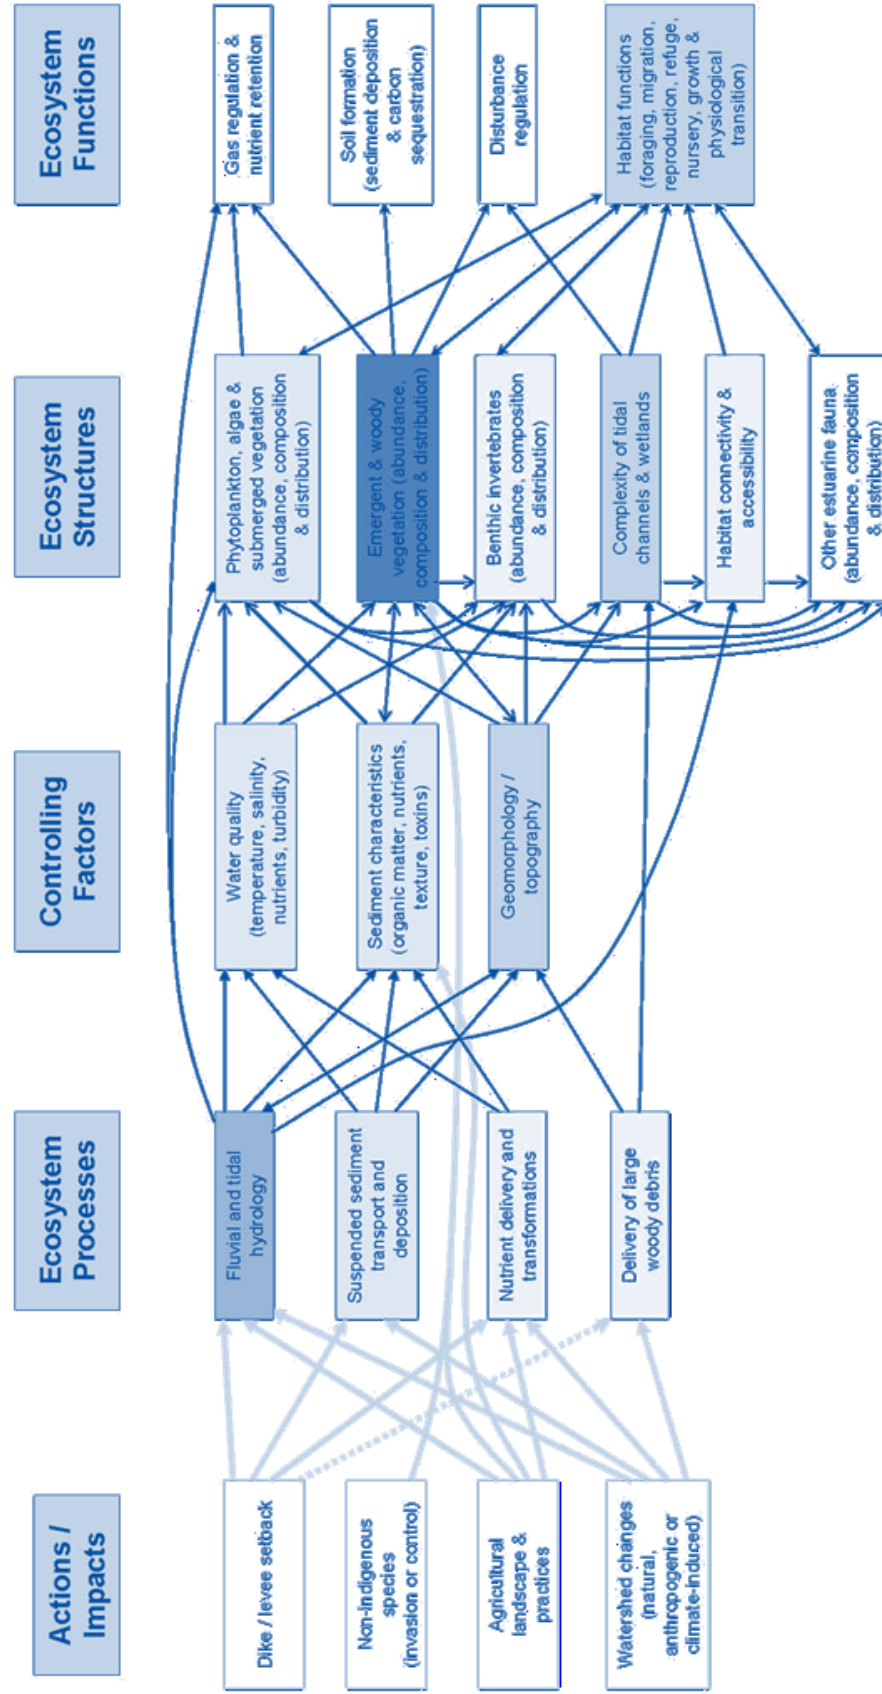 Actions /
Impacts
Ecosystem
Processes
Controlling
Factors
Ecosystem
Structures
Ecosystem
Functions
Dike / levee setback
Non-indigenous
species
(invasion or control)
Agricultural
landscape &
practices
Watershed changes
(natural,
anthropogenic or
climate-induced)
Fluvial and tidal
hydrology
Suspended sediment
transport and
deposition
Nutrient delivery and
transformations
Delivery of large
woody debris
Water quality
(temperature, salinity,
nutrients, turbidity)
Sediment characteristics
(organic matter, nutrients,
texture, toxins)
Geomorphology /
topography
Phytoplankton, algae &
submerged vegetation
(abundance, composition
& distribution)
Emergent & woody
vegetation (abundance,
composition & distribution)
Benthic invertebrates
(abundance, composition
& distribution)
Complexity of tidal
channels & wetlands
Habitat connectivity &
accessibility
Other estuarine fauna
(abundance, composition
& distribution)
Gas regulation &
nutrient retention
Soil formation
(sediment deposition
& carbon
sequestration)
Disturbance
regulation
Habitat functions
(foraging, migration,
reproduction, refuge,
nursery, growth &
physiological
transition)